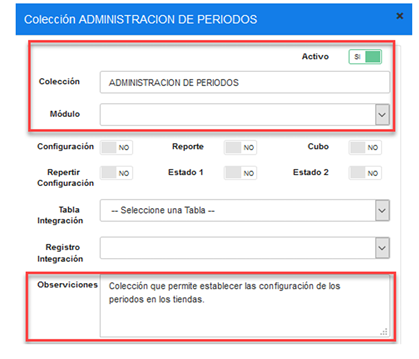 Colección ADMINISTRACION DE PERIODOS ×
Activo SI
Colección ADMINISTRACION DE PERIODOS
Módulo
Configuración NO Reporte NO Cubo NO
Repertir Configuración NO Estado 1 NO Estado 2 NO
Tabla Integración -- Seleccione una Tabla --
Registro Integración
Observiciones Colección que permite establecer las configuración de los
periodos en los tiendas.